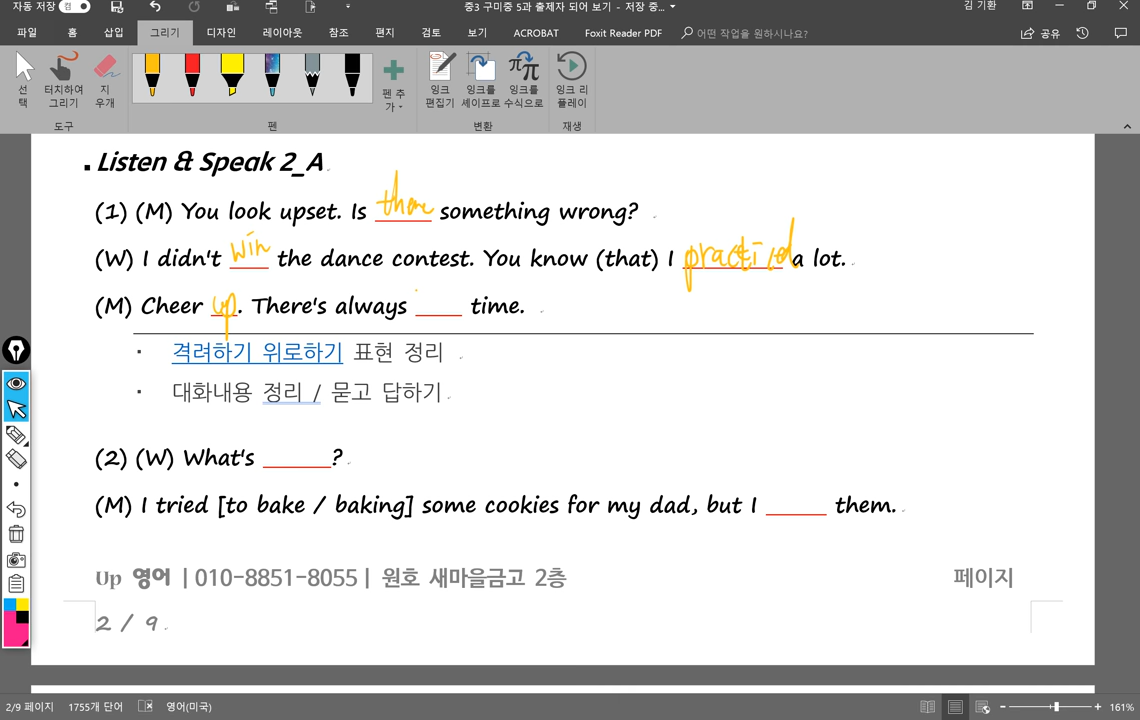 자동 저장 켬
중3 구미중 5과 출제자 되어 보기 - 저장 중...
김 기환
파일 홈 삽입 그리기 디자인 레이아웃 참조 편지 검토 보기 ACROBAT Foxit Reader PDF 어떤 작업을 원하시나요? 공유
선택 터치하여 그리기 지우개 펜 추가 잉크 편집기 잉크를 셰이프로 잉크를 수식으로 잉크 리플레이
도구 펜 변환 재생
. Listen & Speak 2_A
(1) (M) You look upset. Is there something wrong?
(W) I didn't win the dance contest. You know (that) I practiced a lot.
(M) Cheer up. There's always ____ time.
· 격려하기 위로하기 표현 정리
· 대화내용 정리 / 묻고 답하기
(2) (W) What's ______?
(M) I tried [to bake / baking] some cookies for my dad, but I ______ them.
Up 영어 | 010-8851-8055 | 원호 새마을금고 2층 페이지
2 / 9
2/9 페이지 1755개 단어 영어(미국) 161%